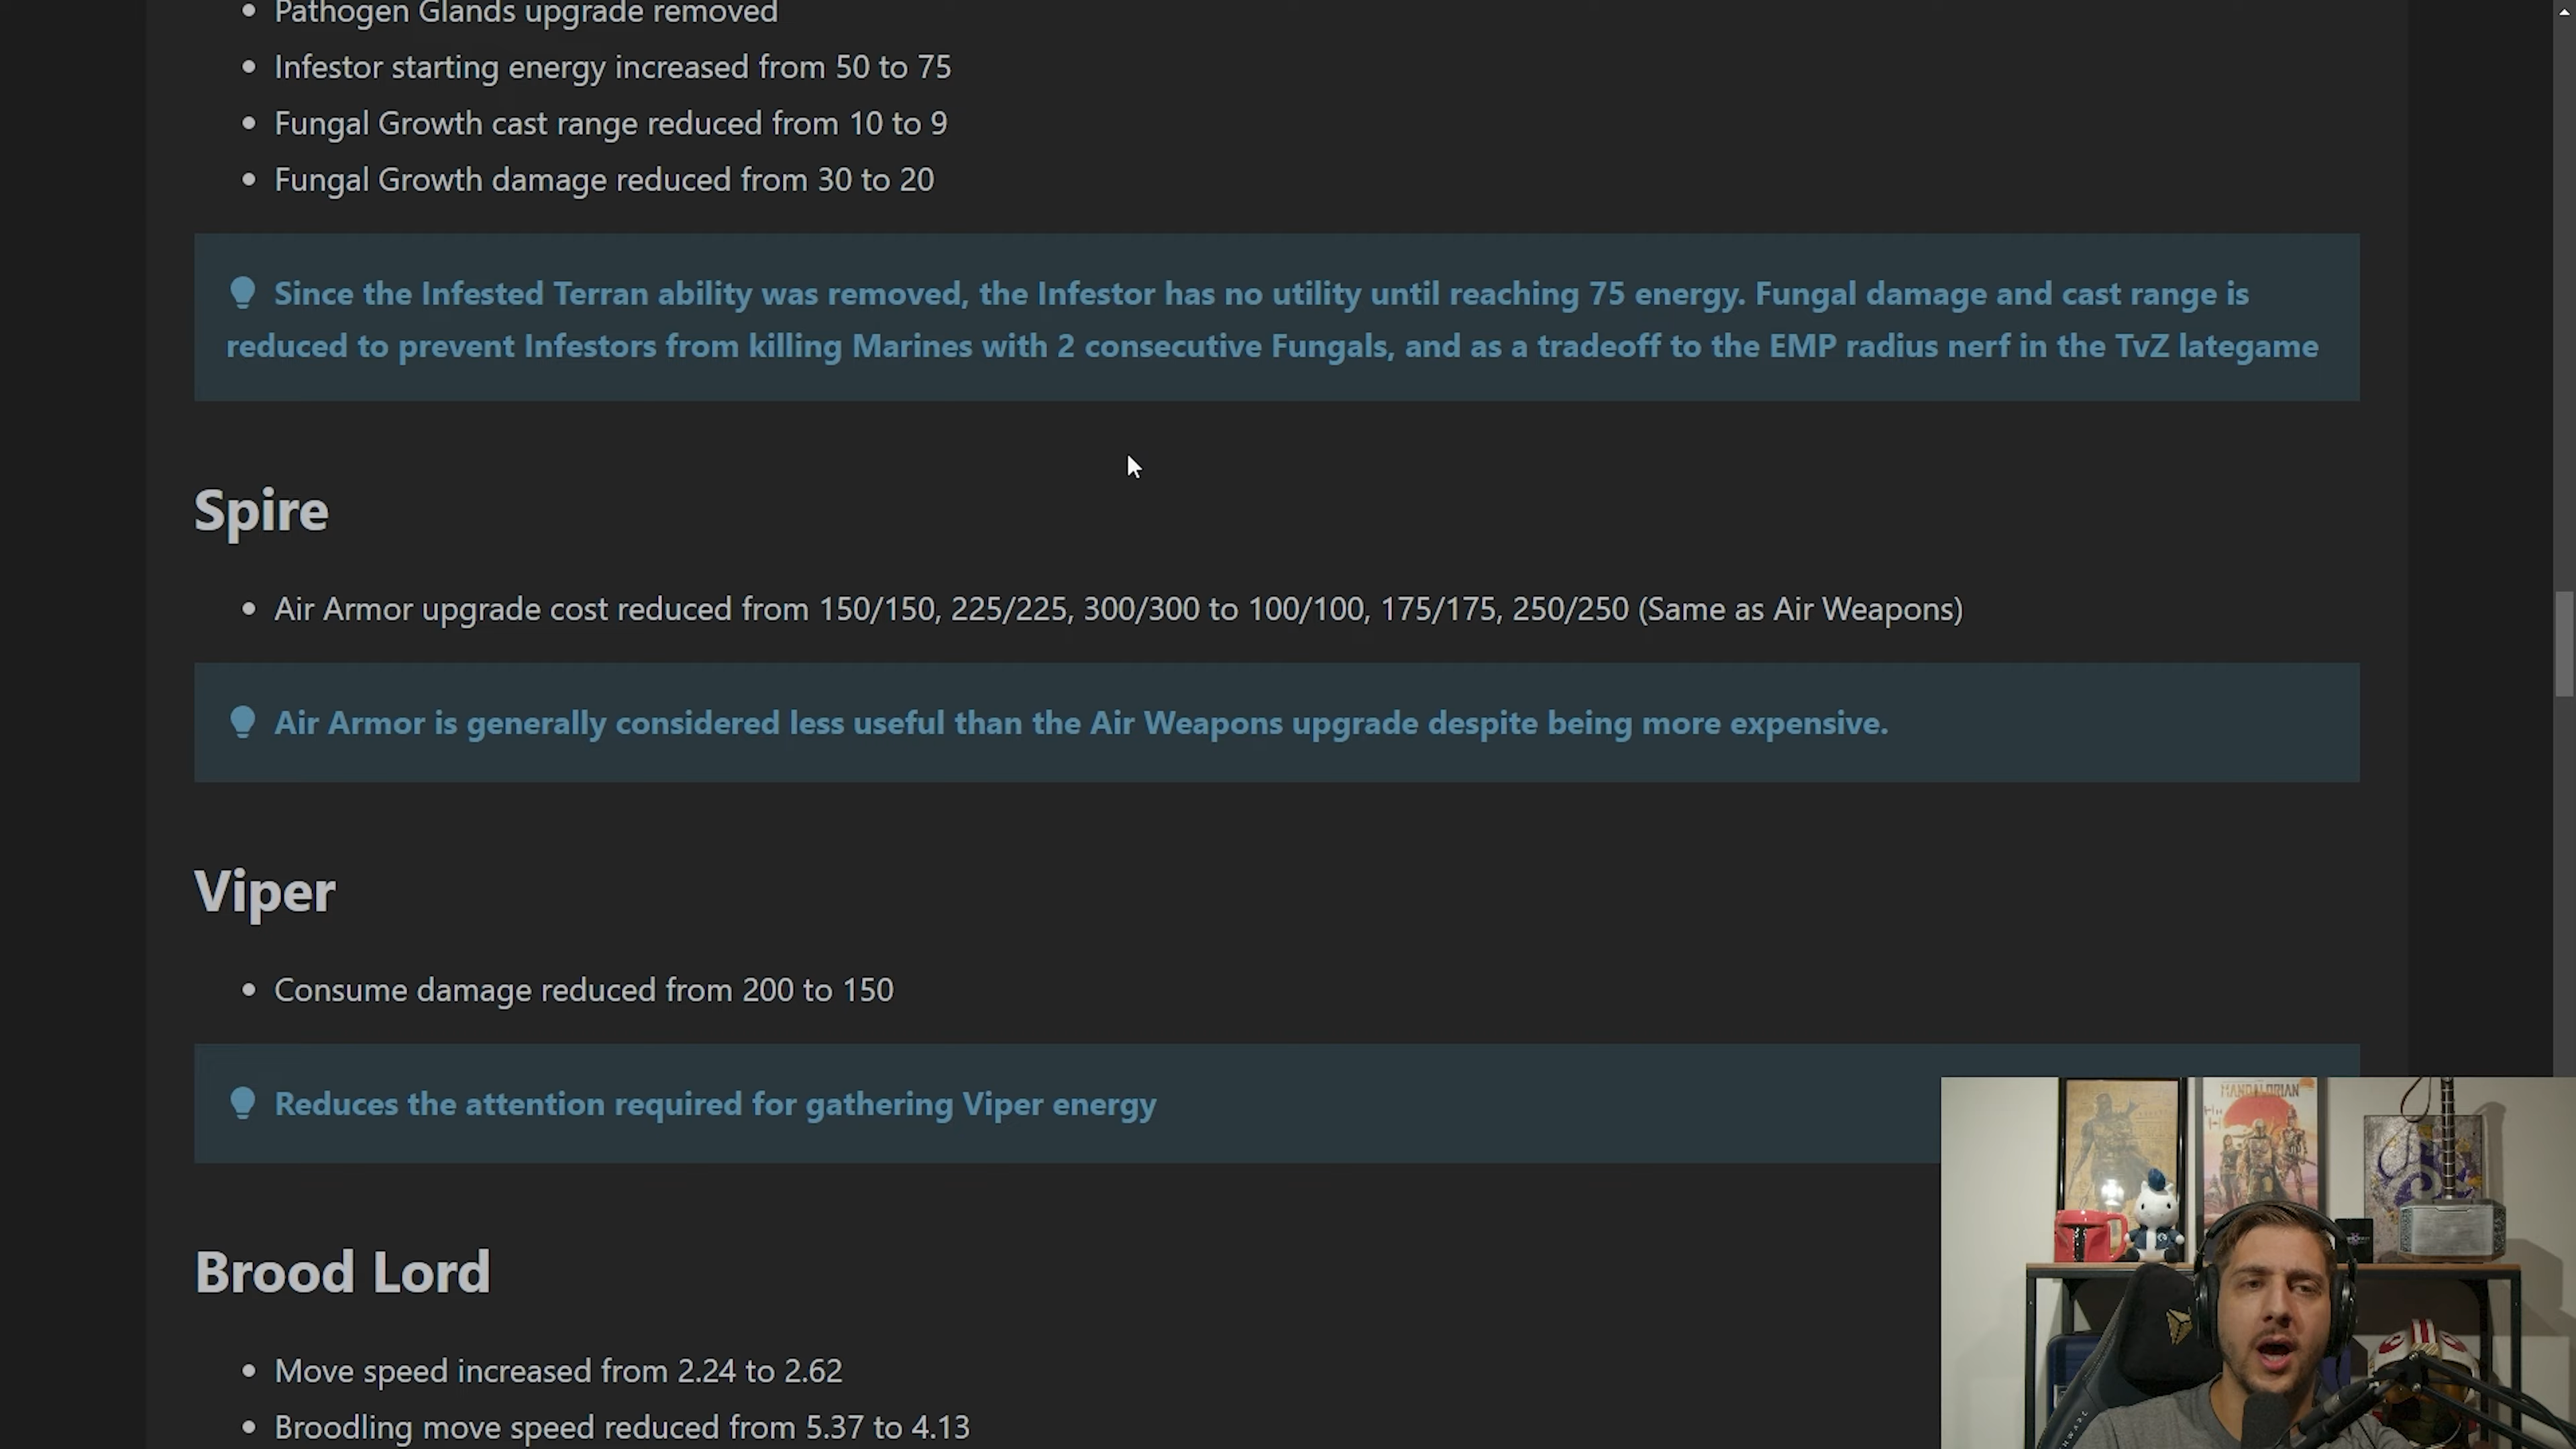 Pathogen Glands upgrade removed
Infestor starting energy increased from 50 to 75
Fungal Growth cast range reduced from 10 to 9
Fungal Growth damage reduced from 30 to 20
Since the Infested Terran ability was removed, the Infestor has no utility until reaching 75 energy. Fungal damage and cast range is
reduced to prevent Infestors from killing Marines with 2 consecutive Fungals, and as a tradeoff to the EMP radius nerf in the TvZ lategame
Spire
Air Armor upgrade cost reduced from 150/150, 225/225, 300/300 to 100/100, 175/175, 250/250 (Same as Air Weapons)
Air Armor is generally considered less useful than the Air Weapons upgrade despite being more expensive.
Viper
Consume damage reduced from 200 to 150
Reduces the attention required for gathering Viper energy
MANDALORIAN
Brood Lord
Move speed increased from 2.24 to 2.62
Broodling move speed reduced from 5.37 to 4.13